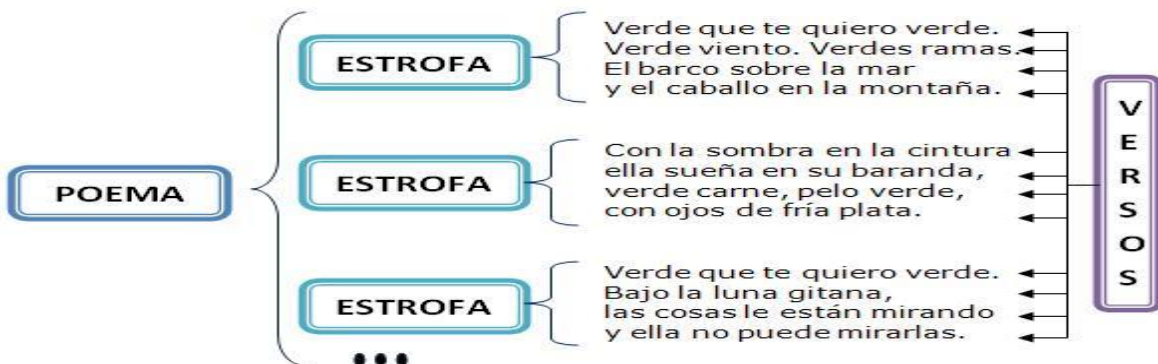 POEMA
ESTROFA
Verde que te quiero verde.
Verde viento. Verdes ramas.
El barco sobre la mar
y el caballo en la montaña.
ESTROFA
Con la sombra en la cintura
ella sueña en su baranda,
verde carne, pelo verde,
con ojos de fría plata.
ESTROFA
Verde que te quiero verde.
Bajo la luna gitana,
las cosas le están mirando
y ella no puede mirarlas.
...
VERSOS